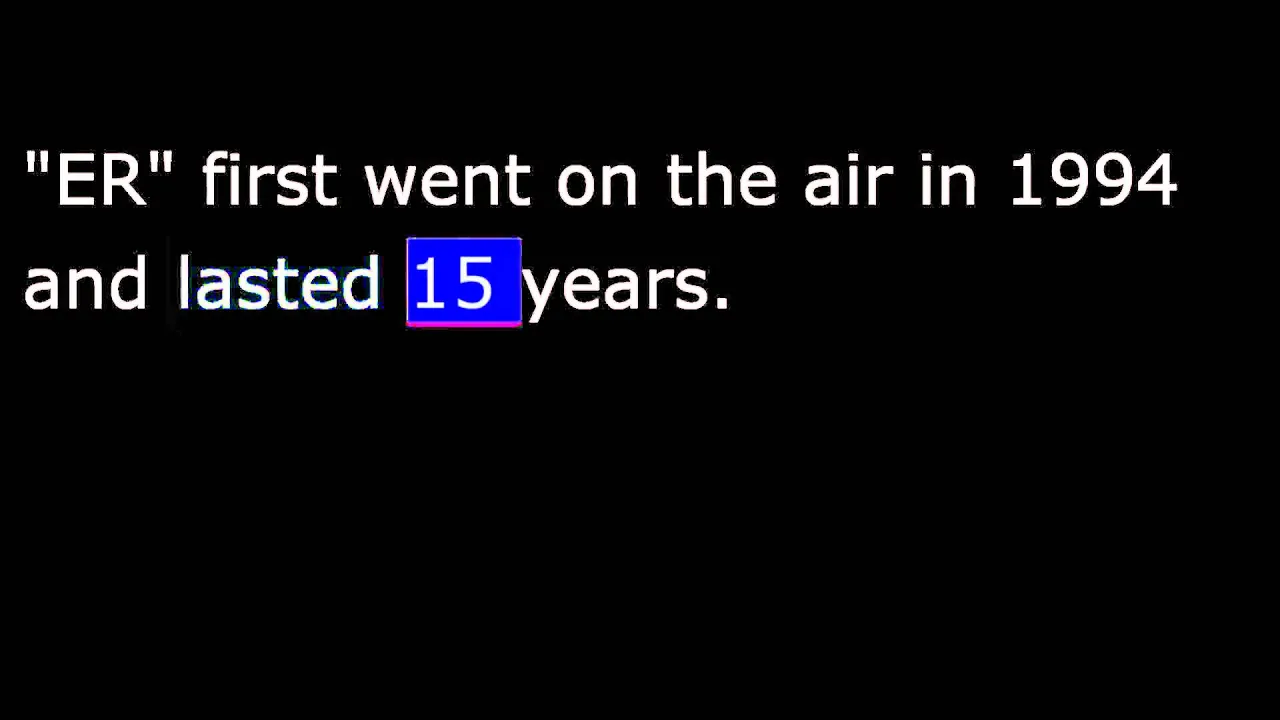 "ER" first went on the air in 1994
and lasted 15 years.